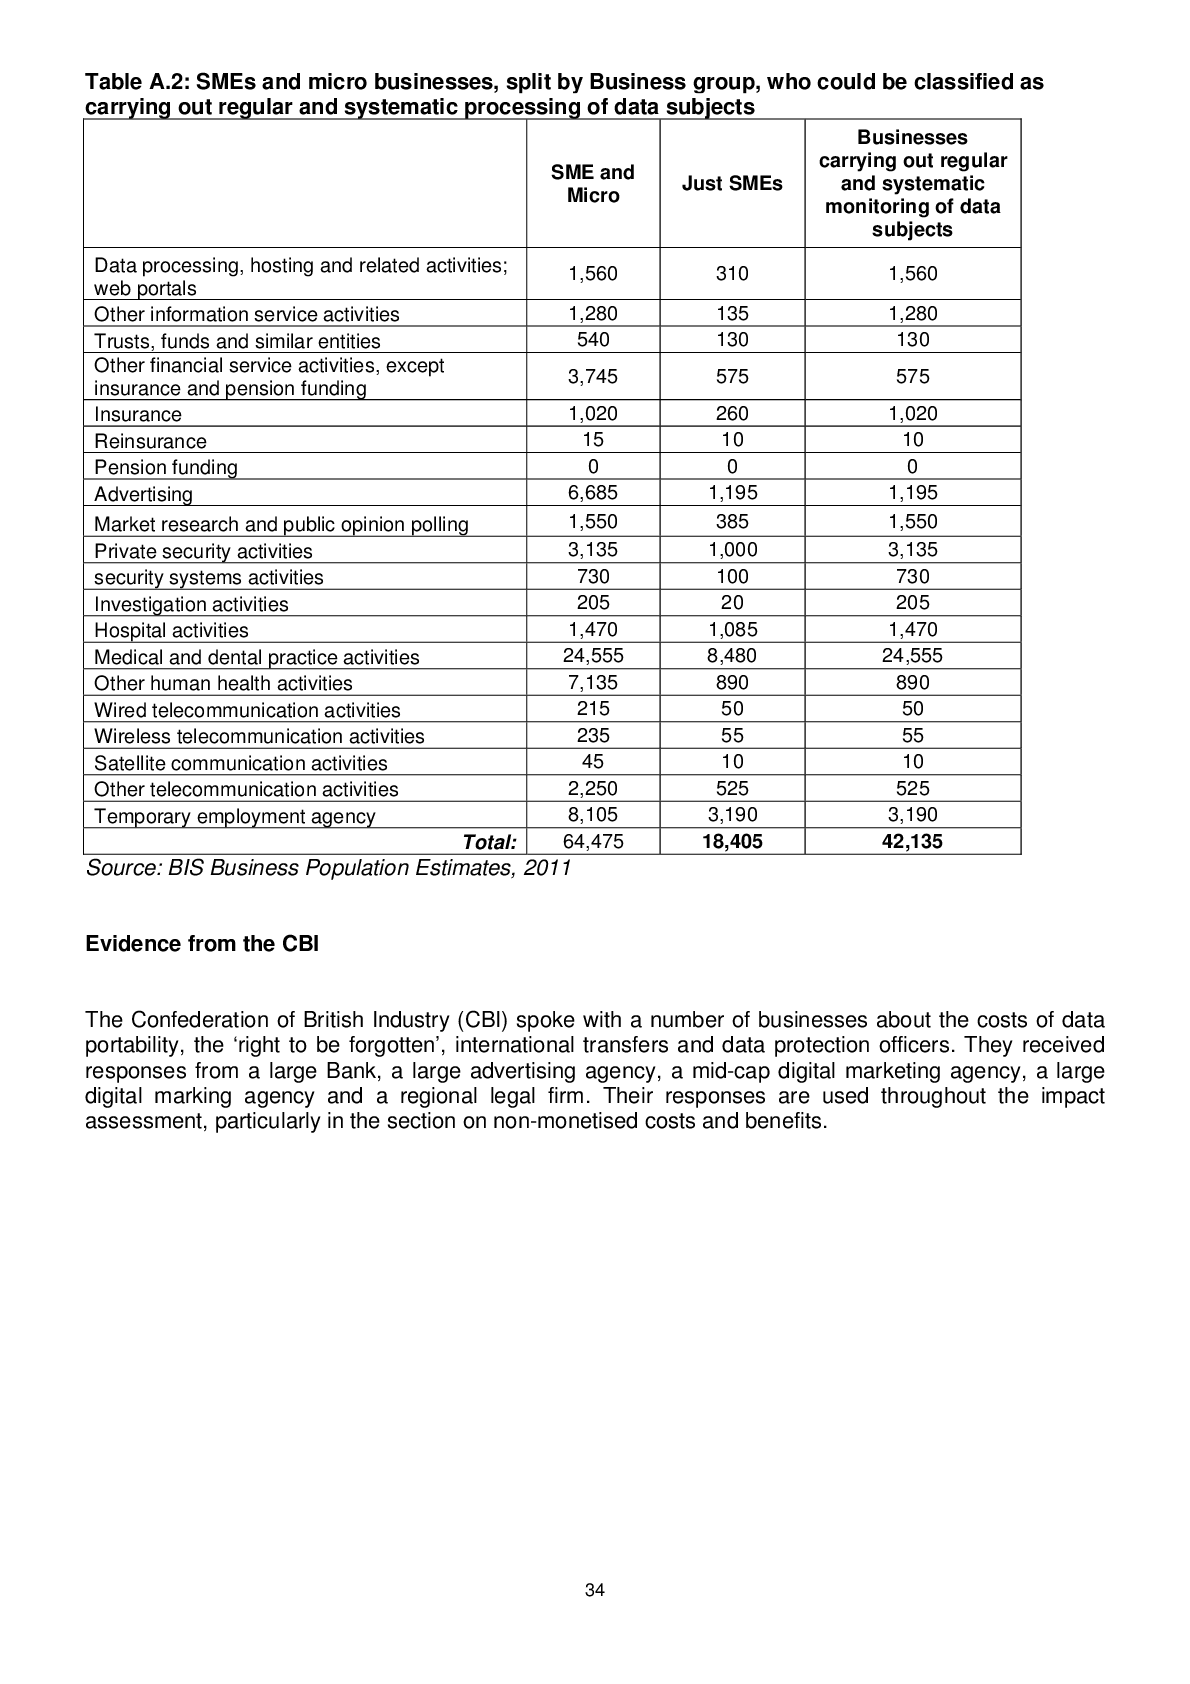 Table A.2: SMEs and micro businesses, split by Business group, who could be classified as
carrying out regular and systematic processing of data subjects
SME and
Micro
Just SMEs
Businesses
carrying out regular
and systematic
monitoring of data
subjects
Data processing, hosting and related activities;
web portals
1,560 310 1,560
Other information service activities 1,280 135 1,280
Trusts, funds and similar entities 540 130 130
Other financial service activities, except
insurance and pension funding
3,745 575 575
Insurance 1,020 260 1,020
Reinsurance 15 10 10
Pension funding 0 0 0
Advertising 6,685 1,195 1,195
Market research and public opinion polling 1,550 385 1,550
Private security activities 3,135 1,000 3,135
security systems activities 730 100 730
Investigation activities 205 20 205
Hospital activities 1,470 1,085 1,470
Medical and dental practice activities 24,555 8,480 24,555
Other human health activities 7,135 890 890
Wired telecommunication activities 215 50 50
Wireless telecommunication activities 235 55 55
Satellite communication activities 45 10 10
Other telecommunication activities 2,250 525 525
Temporary employment agency 8,105 3,190 3,190
Total: 64,475 18,405 42,135
Source: BIS Business Population Estimates, 2011
Evidence from the CBI
The Confederation of British Industry (CBI) spoke with a number of businesses about the costs of data
portability, the ‘right to be forgotten’, international transfers and data protection officers. They received
responses from a large Bank, a large advertising agency, a mid-cap digital marketing agency, a large
digital marking agency and a regional legal firm. Their responses are used throughout the impact
assessment, particularly in the section on non-monetised costs and benefits.
34